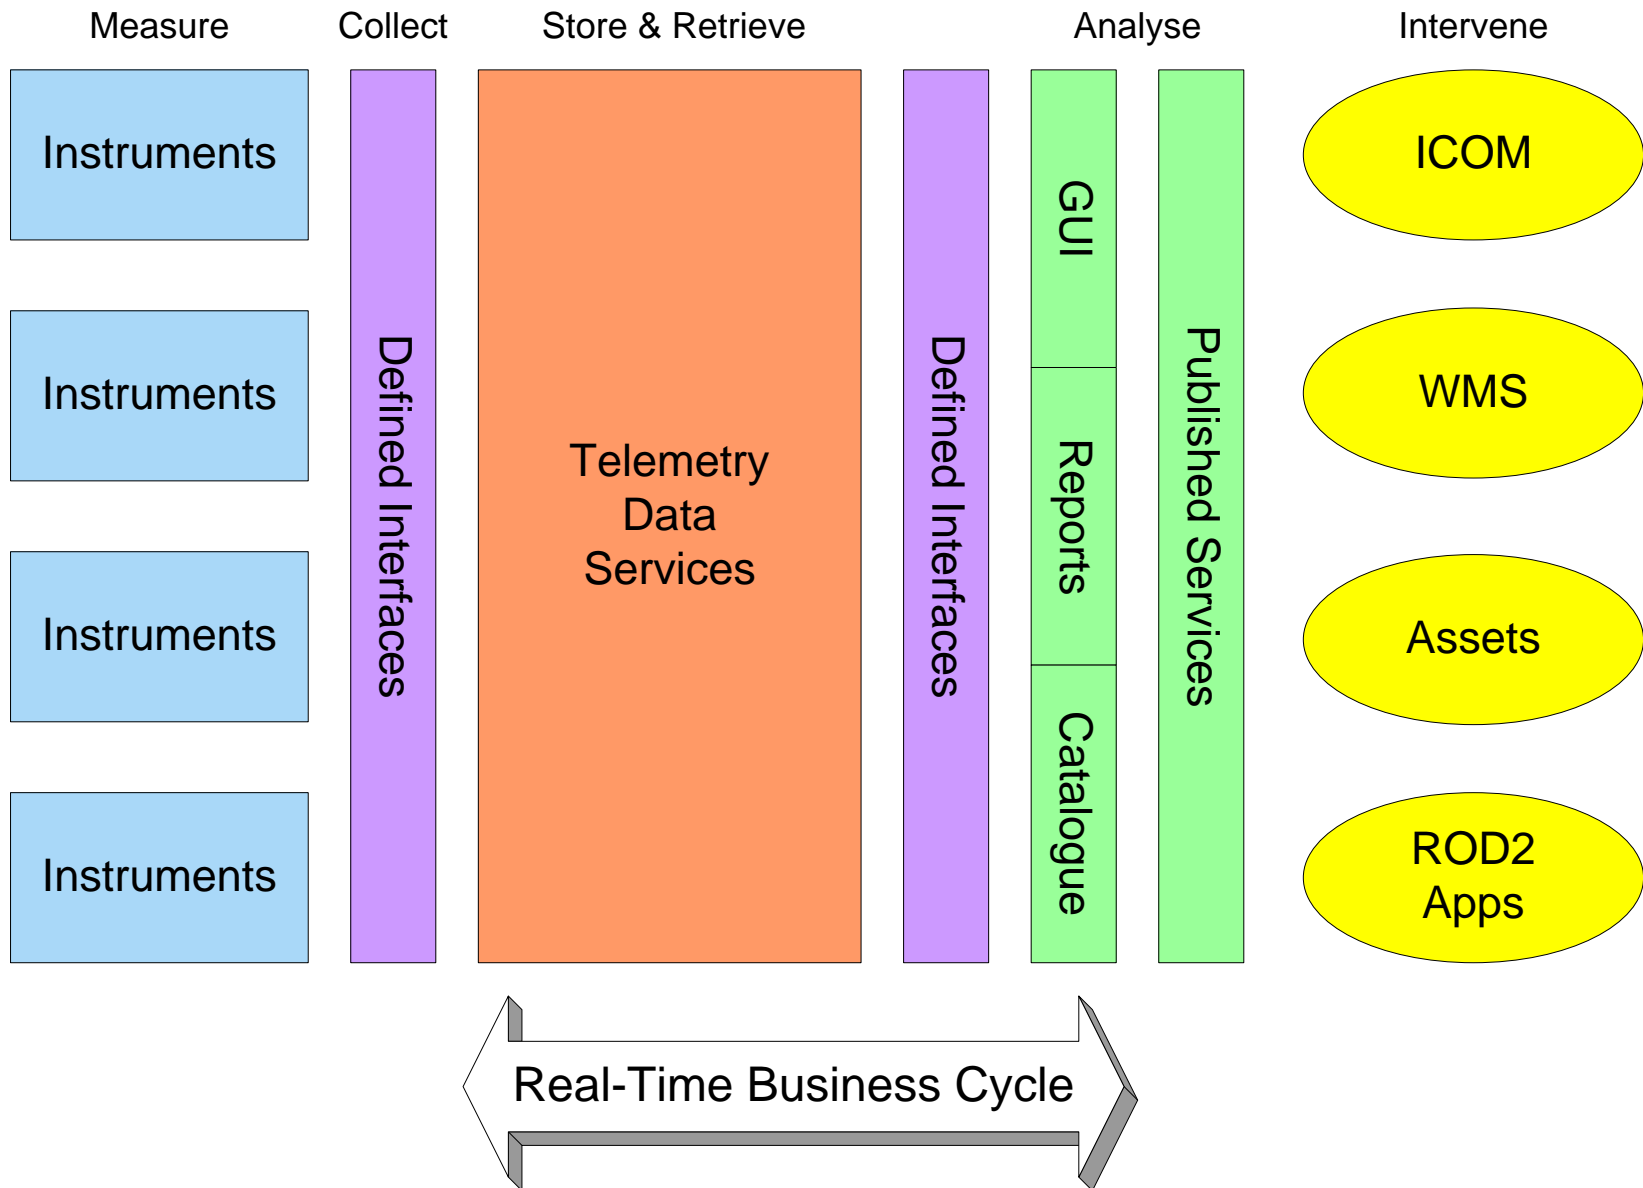 Measure
Collect
Store & Retrieve
Analyse
Intervene
Instruments
Instruments
Instruments
Instruments
Defined Interfaces
Telemetry
Data
Services
Defined Interfaces
GUI
Reports
Catalogue
Published Services
ICOM
WMS
Assets
ROD2
Apps
Real-Time Business Cycle